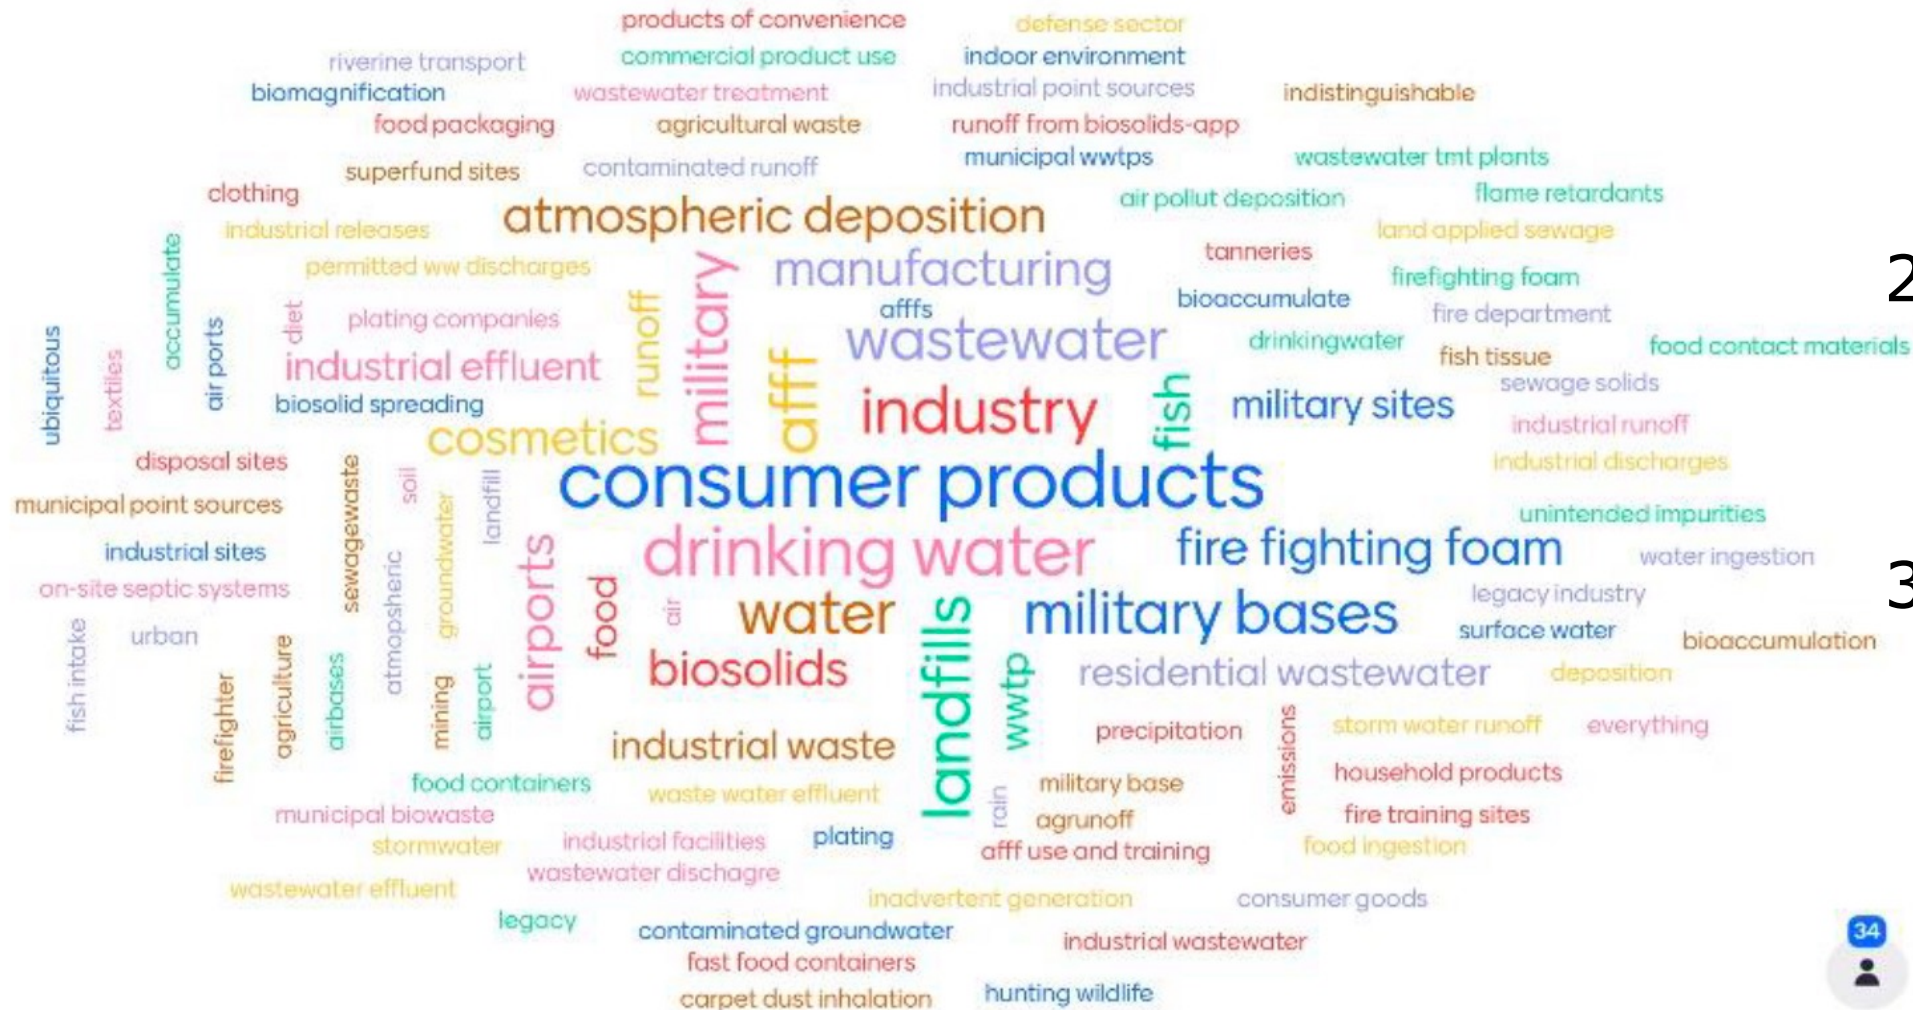 products of convenience
defense sector
riverine transport
commercial product use
indoor environment
biomagnification
wastewater treatment
industrial point sources
indistinguishable
food packaging
agricultural waste
runoff from biosolids-app
superfund sites
contaminated runoff
municipal wwtps
wastewater tmt plants
clothing
atmospheric deposition
air pollut deposition
flame retardants
industrial releases
land applied sewage
accumulate
permitted ww discharges
military
manufacturing
tanneries
firefighting foam
2
diet
plating companies
runoff
afffs
bioaccumulate
fire department
ubiquitous
textiles
air ports
industrial effluent
afff
wastewater
drinkingwater
fish tissue
food contact materials
biosolid spreading
industry
fish
military sites
sewage solids
cosmetics
industrial runoff
disposal sites
consumer products
industrial discharges
municipal point sources
sewagewaste
soil
groundwater
landfill
unintended impurities
industrial sites
drinking water
fire fighting foam
water ingestion
on-site septic systems
atmopsheric
airports
food
air
water
landfills
military bases
legacy industry
3
fish intake
urban
surface water
bioaccumulation
firefighter
agriculture
airbases
mining
airport
biosolids
wwtp
residential wastewater
deposition
industrial waste
precipitation
emissions
storm water runoff
everything
food containers
waste water effluent
rain
military base
household products
municipal biowaste
agrunoff
fire training sites
stormwater
industrial facilities
plating
afff use and training
food ingestion
wastewater dischagre
wastewater effluent
inadvertent generation
consumer goods
legacy
contaminated groundwater
industrial wastewater
34
fast food containers
carpet dust inhalation
hunting wildlife